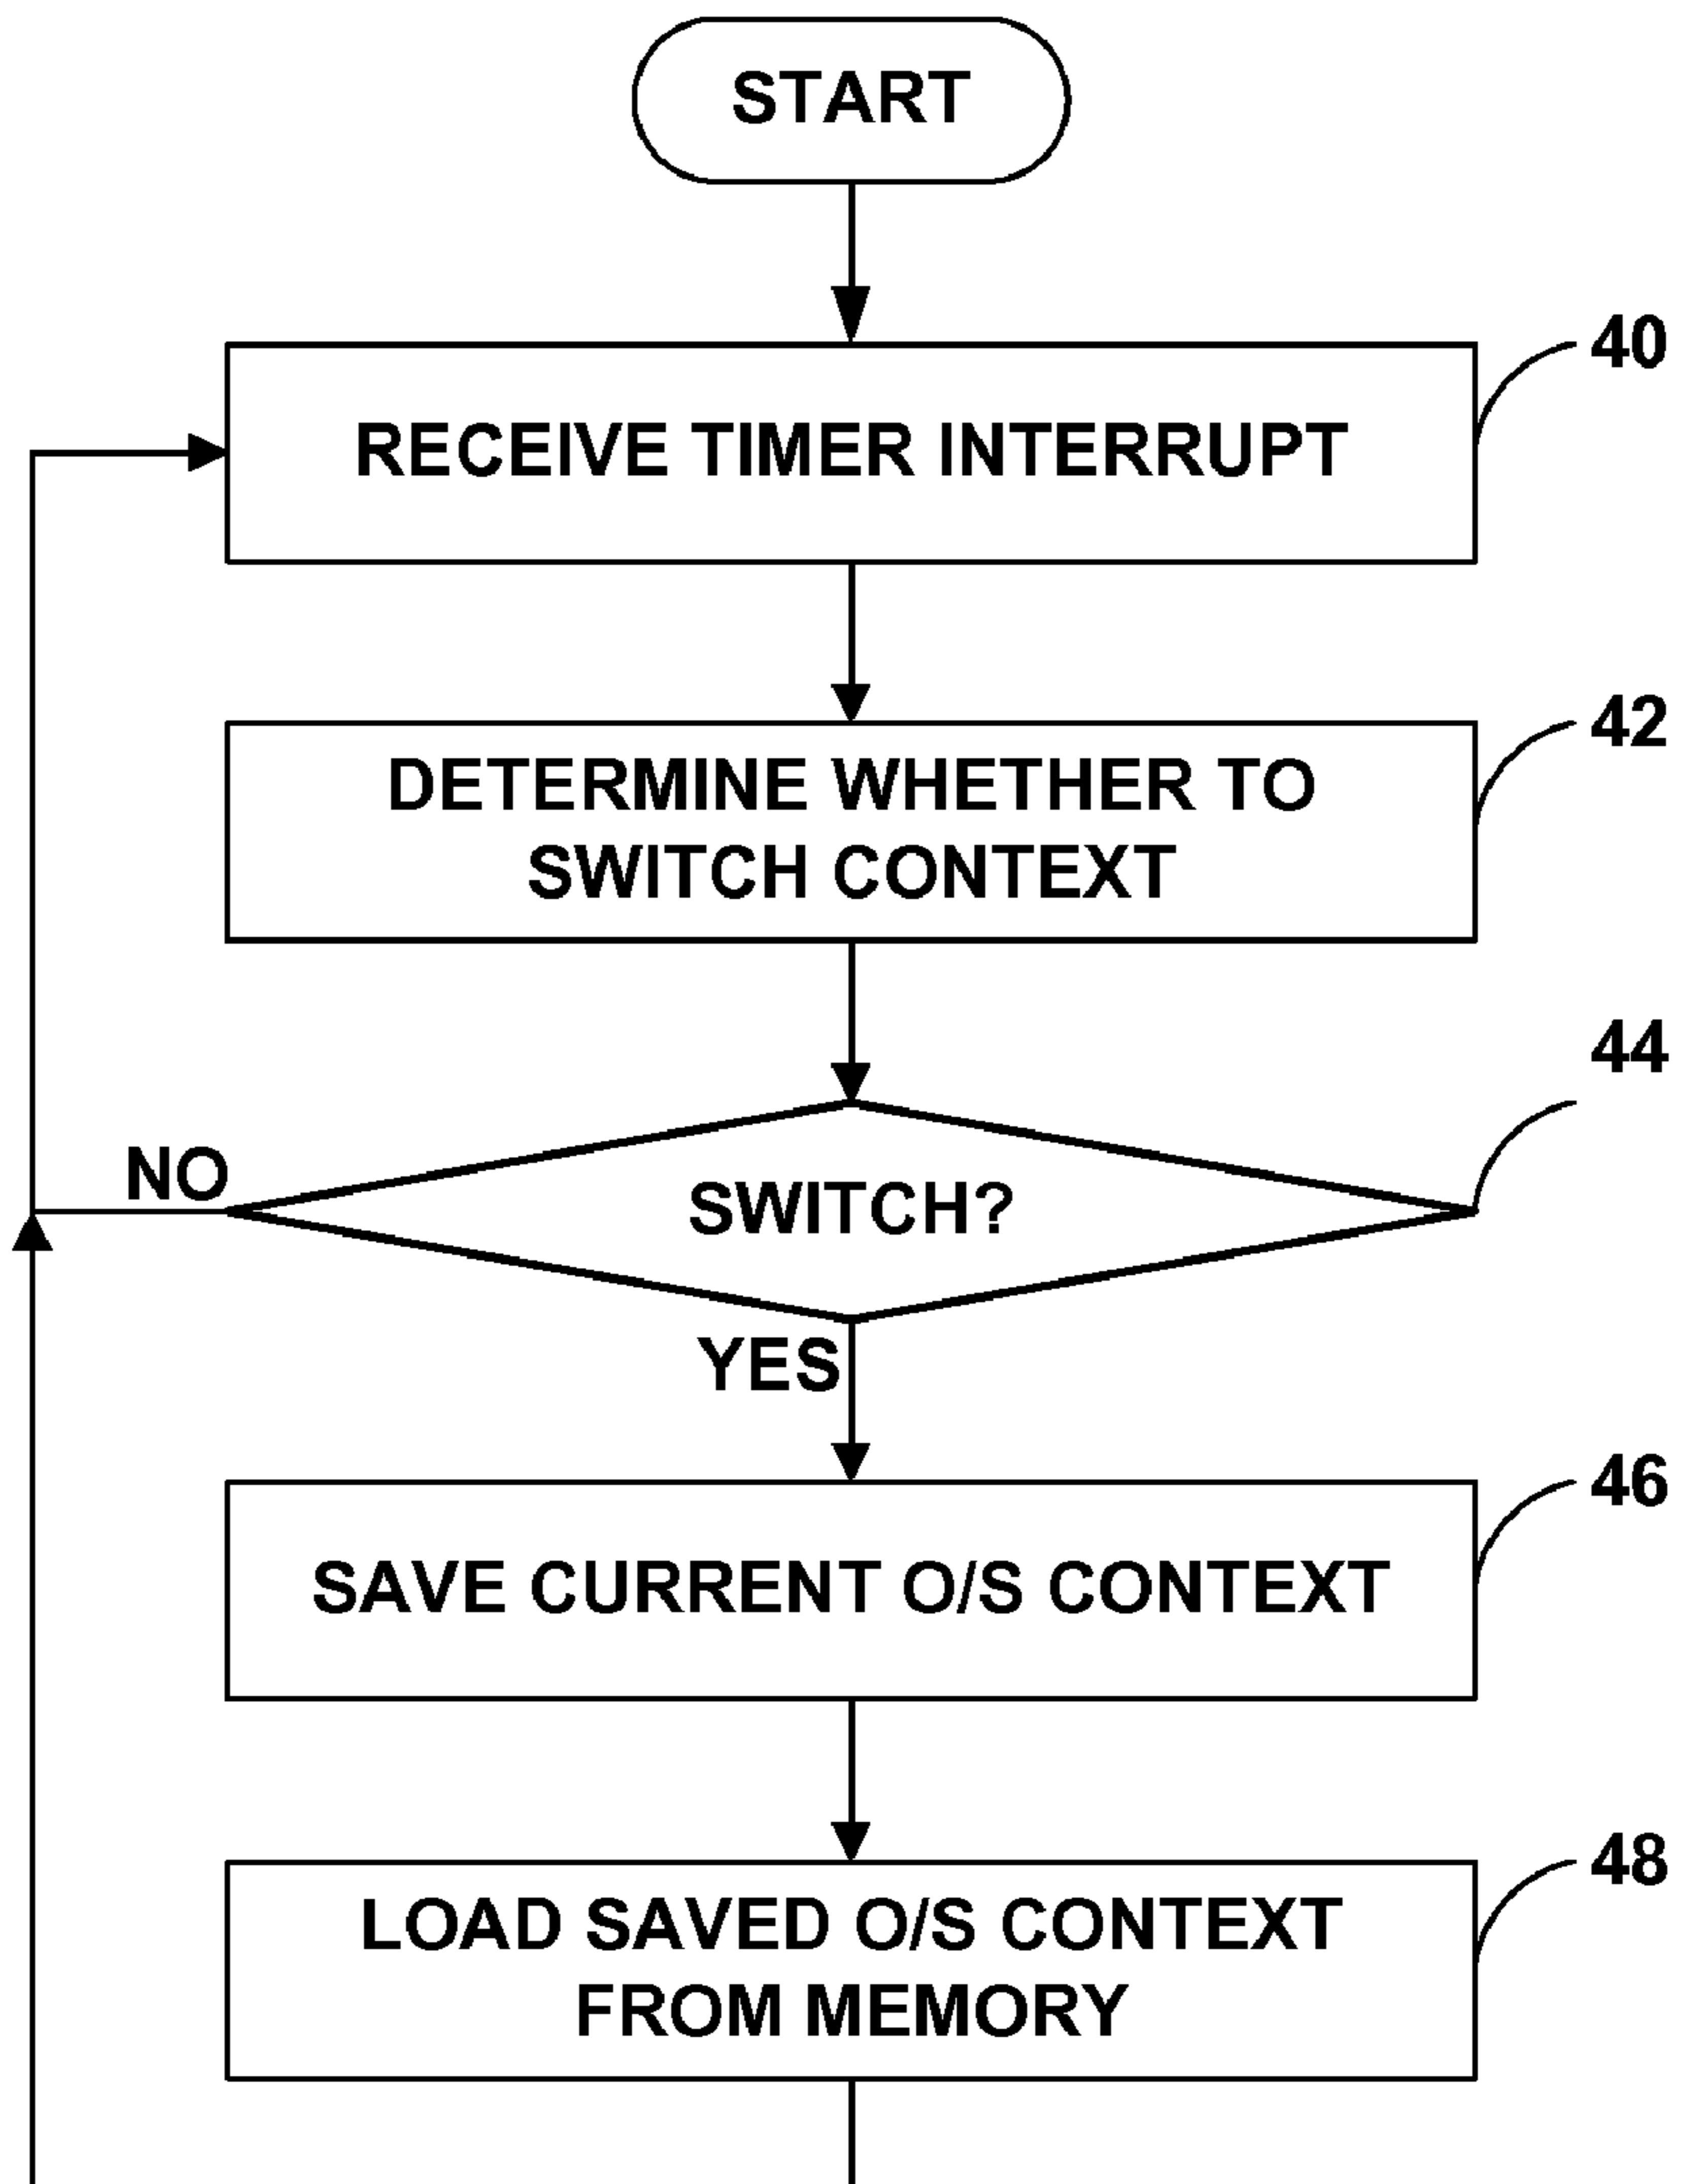 START
40
RECEIVE TIMER INTERRUPT
42
DETERMINE WHETHER TO
SWITCH CONTEXT
44
NO
SWITCH?
YES
46
SAVE CURRENT O/S CONTEXT
48
LOAD SAVED O/S CONTEXT
FROM MEMORY